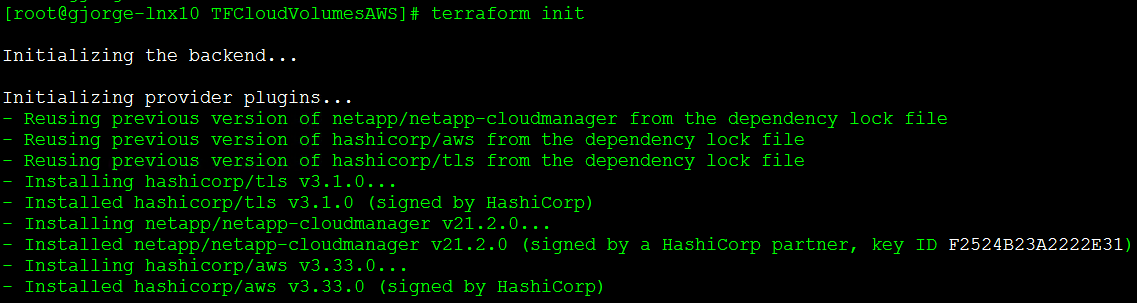 [root@gjorge-lnx10 TFCloudVolumesAWS]# terraform init
Initializing the backend...
Initializing provider plugins...
- Reusing previous version of netapp/netapp-cloudmanager from the dependency lock file
- Reusing previous version of hashicorp/aws from the dependency lock file
- Reusing previous version of hashicorp/tls from the dependency lock file
- Installing hashicorp/tls v3.1.0...
- Installed hashicorp/tls v3.1.0 (signed by HashiCorp)
- Installing netapp/netapp-cloudmanager v21.2.0...
- Installed netapp/netapp-cloudmanager v21.2.0 (signed by a HashiCorp partner, key ID F2524B23A2222E31)
- Installing hashicorp/aws v3.33.0...
- Installed hashicorp/aws v3.33.0 (signed by HashiCorp)